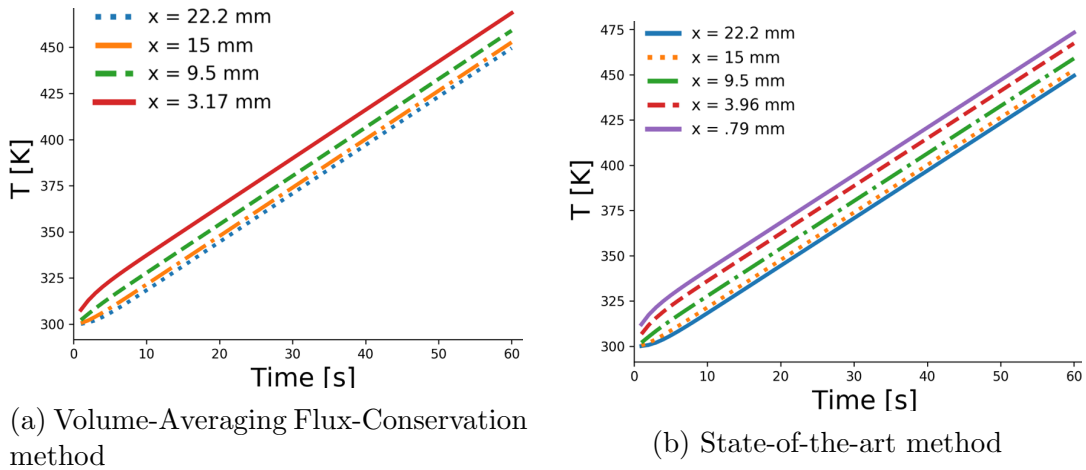 x = 22.2 mm
x = 15 mm
x = 9.5 mm
x = 3.17 mm
450
425
400
375
350
325
300
T [K]
0 10 20 30 40 50 60
Time [s]
(a) Volume-Averaging Flux-Conservation
method
x = 22.2 mm
x = 15 mm
x = 9.5 mm
x = 3.96 mm
x = .79 mm
475
450
425
400
375
350
325
300
T [K]
0 10 20 30 40 50 60
Time [s]
(b) State-of-the-art method